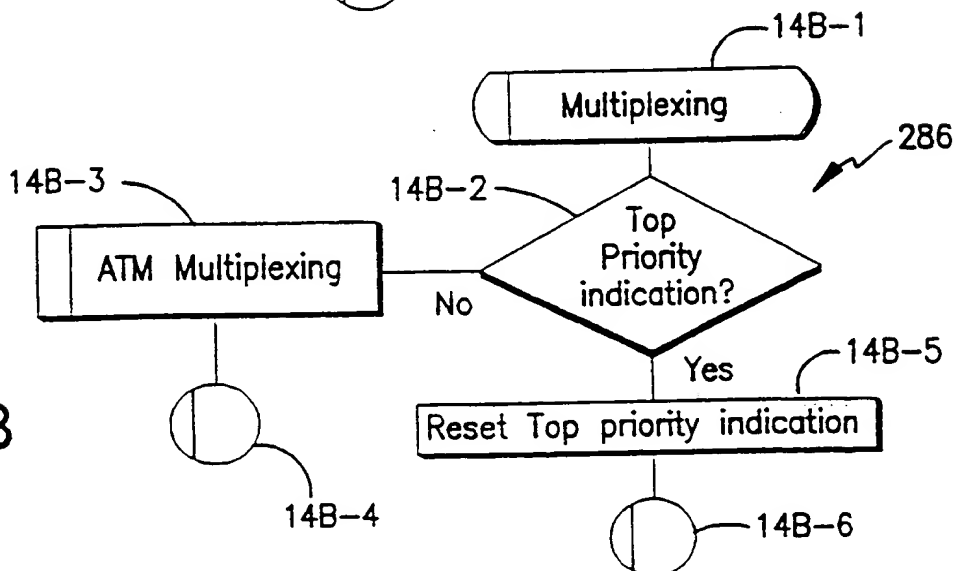 14B-1
Multiplexing
286
14B-3
14B-2
Top
Priority
indication?
ATM Multiplexing
No
Yes
14B-5
Reset Top priority indication
14B-4
14B-6